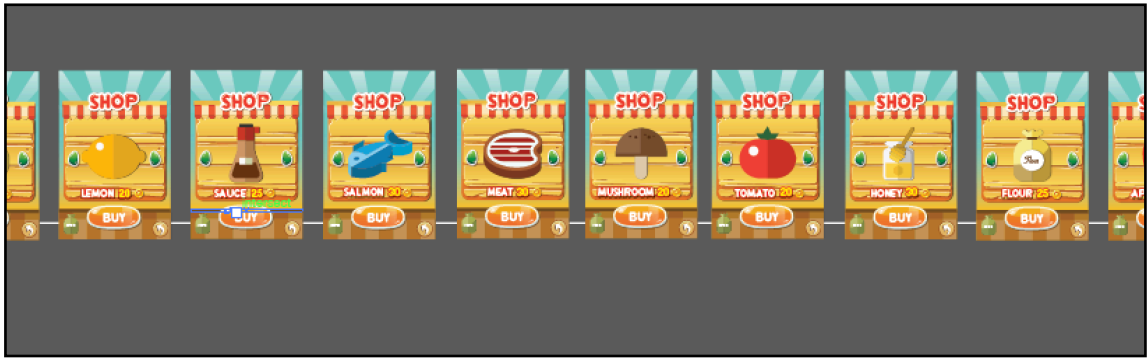 SHOP
LEMON 20
BUY
SHOP
SAUCE 25
intersect
BUY
SHOP
SALMON 30
BUY
SHOP
MEAT 30
BUY
SHOP
MUSHROOM 20
BUY
SHOP
TOMATO 20
BUY
SHOP
HONEY 30
BUY
SHOP
FLOUR 25
BUY